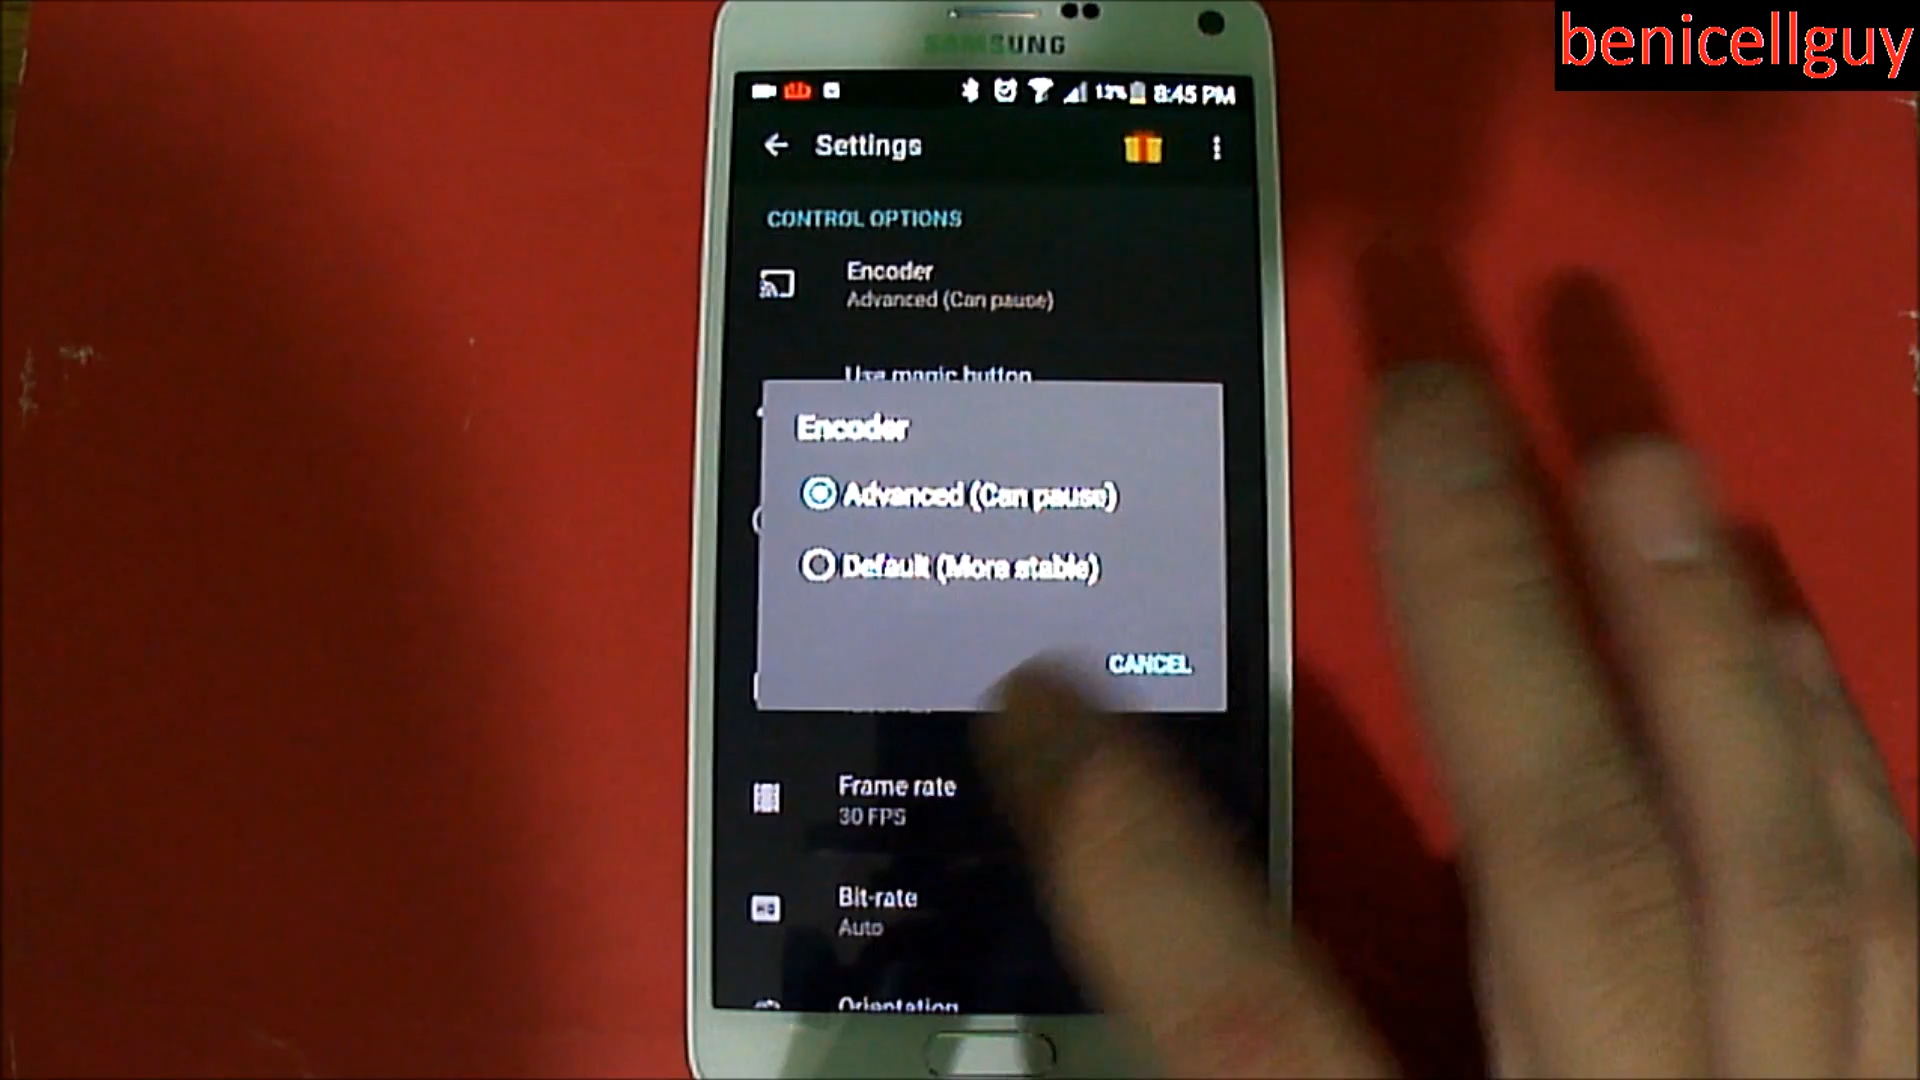 benicellguy
SAMSUNG
8:45 PM
Settings
CONTROL OPTIONS
Encoder
Advanced (Can pause)
Use magic button
Encoder
Advanced (Can pause)
Default (More stable)
CANCEL
Frame rate
30 FPS
Bit-rate
Auto
Orientation